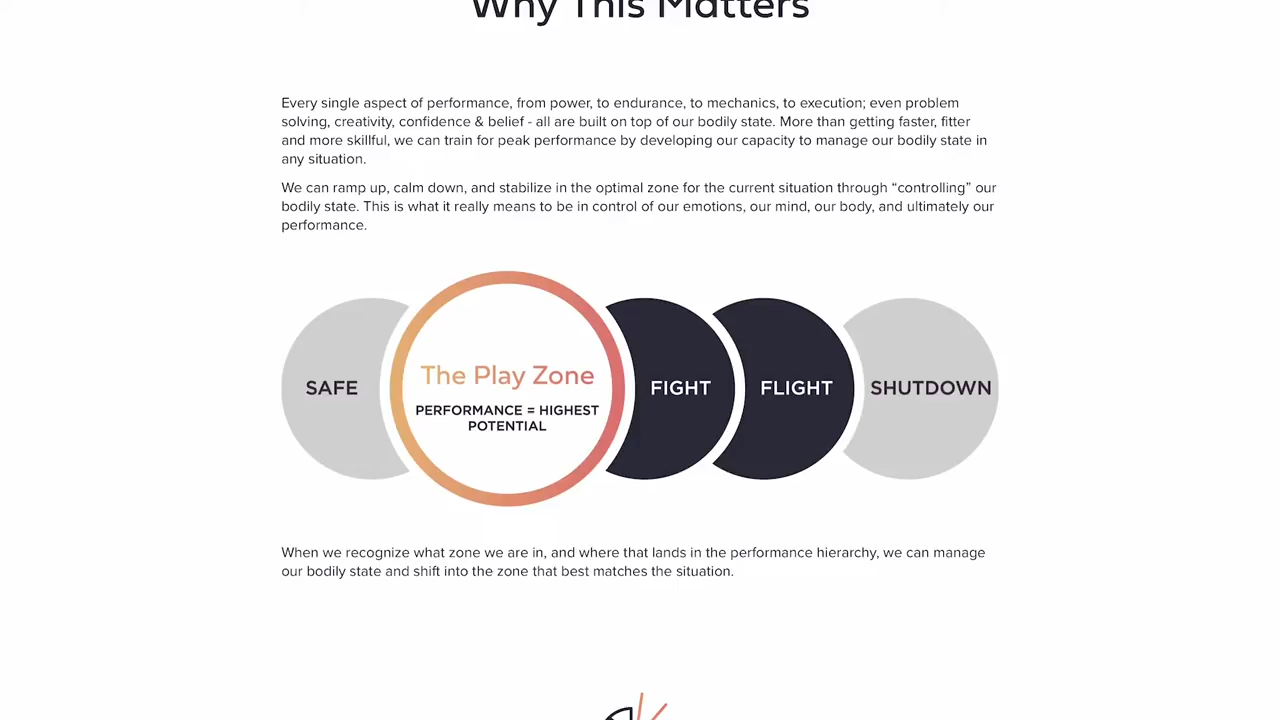 Why This Matters
Every single aspect of performance, from power, to endurance, to mechanics, to execution; even problem
solving, creativity, confidence & belief - all are built on top of our bodily state. More than getting faster, fitter
and more skillful, we can train for peak performance by developing our capacity to manage our bodily state in
any situation.
We can ramp up, calm down, and stabilize in the optimal zone for the current situation through “controlling” our
bodily state. This is what it really means to be in control of our emotions, our mind, our body, and ultimately our
performance.
SAFE
The Play Zone
PERFORMANCE = HIGHEST
POTENTIAL
FIGHT
FLIGHT
SHUTDOWN
When we recognize what zone we are in, and where that lands in the performance hierarchy, we can manage
our bodily state and shift into the zone that best matches the situation.